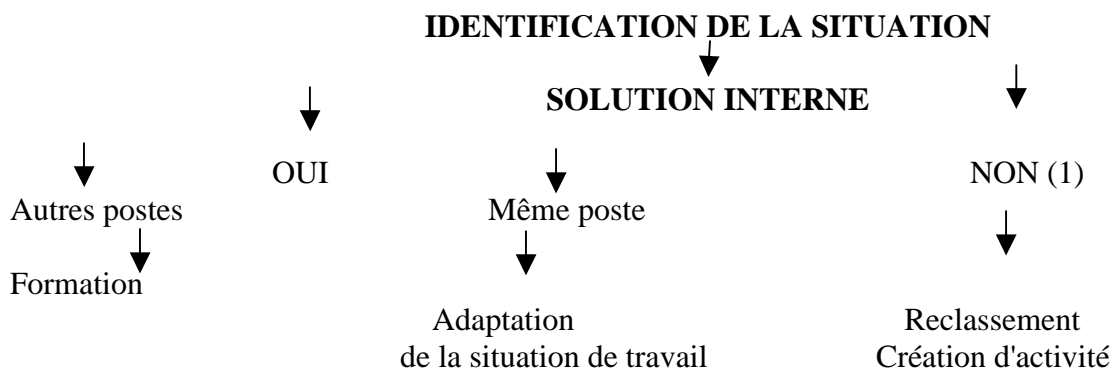 IDENTIFICATION DE LA SITUATION
SOLUTION INTERNE
OUI
NON (1)
Autres postes
Même poste
Formation
Adaptation
de la situation de travail
Reclassement
Création d'activité